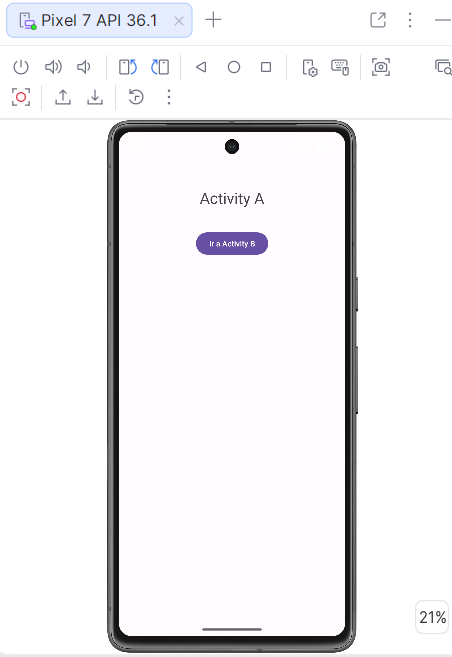 Pixel 7 API 36.1
Activity A
Ir a Activity B
21%